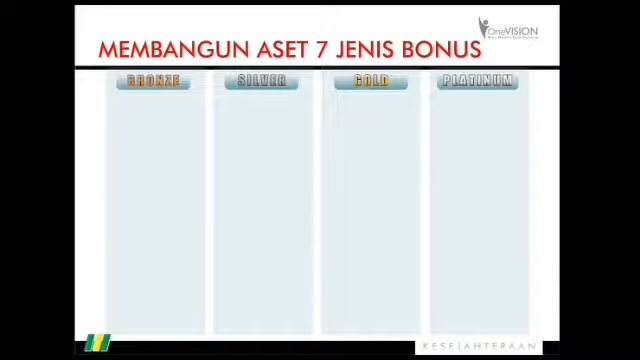 OneVISION
MEMBANGUN ASET 7 JENIS BONUS
BRONZE
SILVER
GOLD
PLATINUM
KESEJAHTERAAN